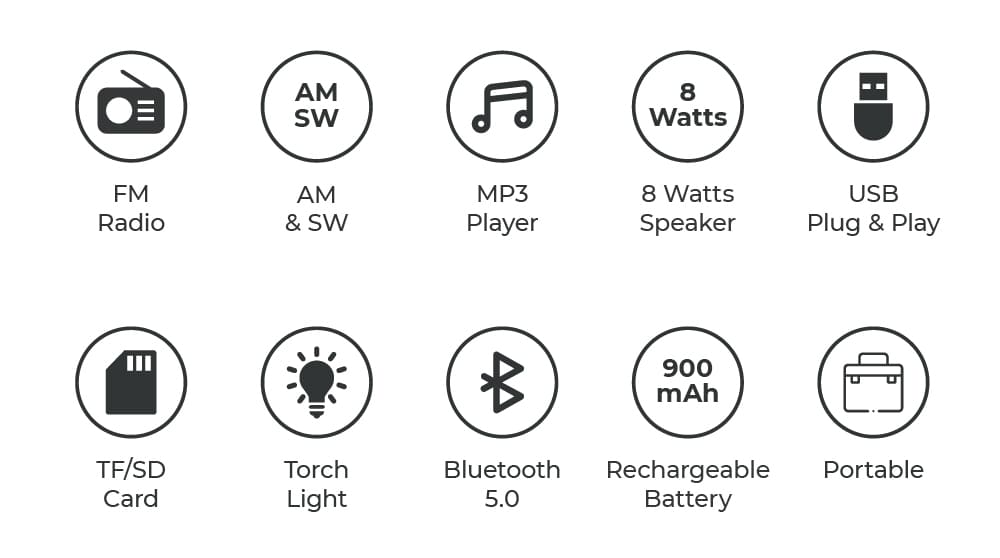 AM
SW
8
Watts
FM
Radio
AM
& SW
MP3
Player
8 Watts
Speaker
USB
Plug & Play
900
mAh
TF/SD
Card
Torch
Light
Bluetooth
5.0
Rechargeable
Battery
Portable